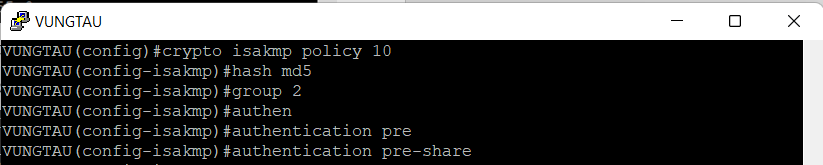 VUNGTAU
VUNGTAU(config)#crypto isakmp policy 10
VUNGTAU(config-isakmp)#hash md5
VUNGTAU(config-isakmp)#group 2
VUNGTAU(config-isakmp)#authen
VUNGTAU(config-isakmp)#authentication pre
VUNGTAU(config-isakmp)#authentication pre-share